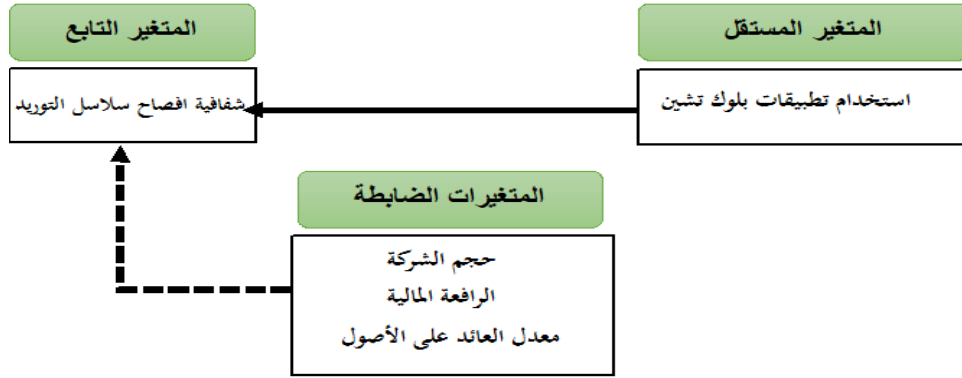 المتغير المستقل
المتغير التابع
استخدام تطبيقات بلوك تشين
شفافية افصاح سلاسل التوريد
المتغيرات الضابطة
حجم الشركة
الرافعة المالية
معدل العائد على الأصول